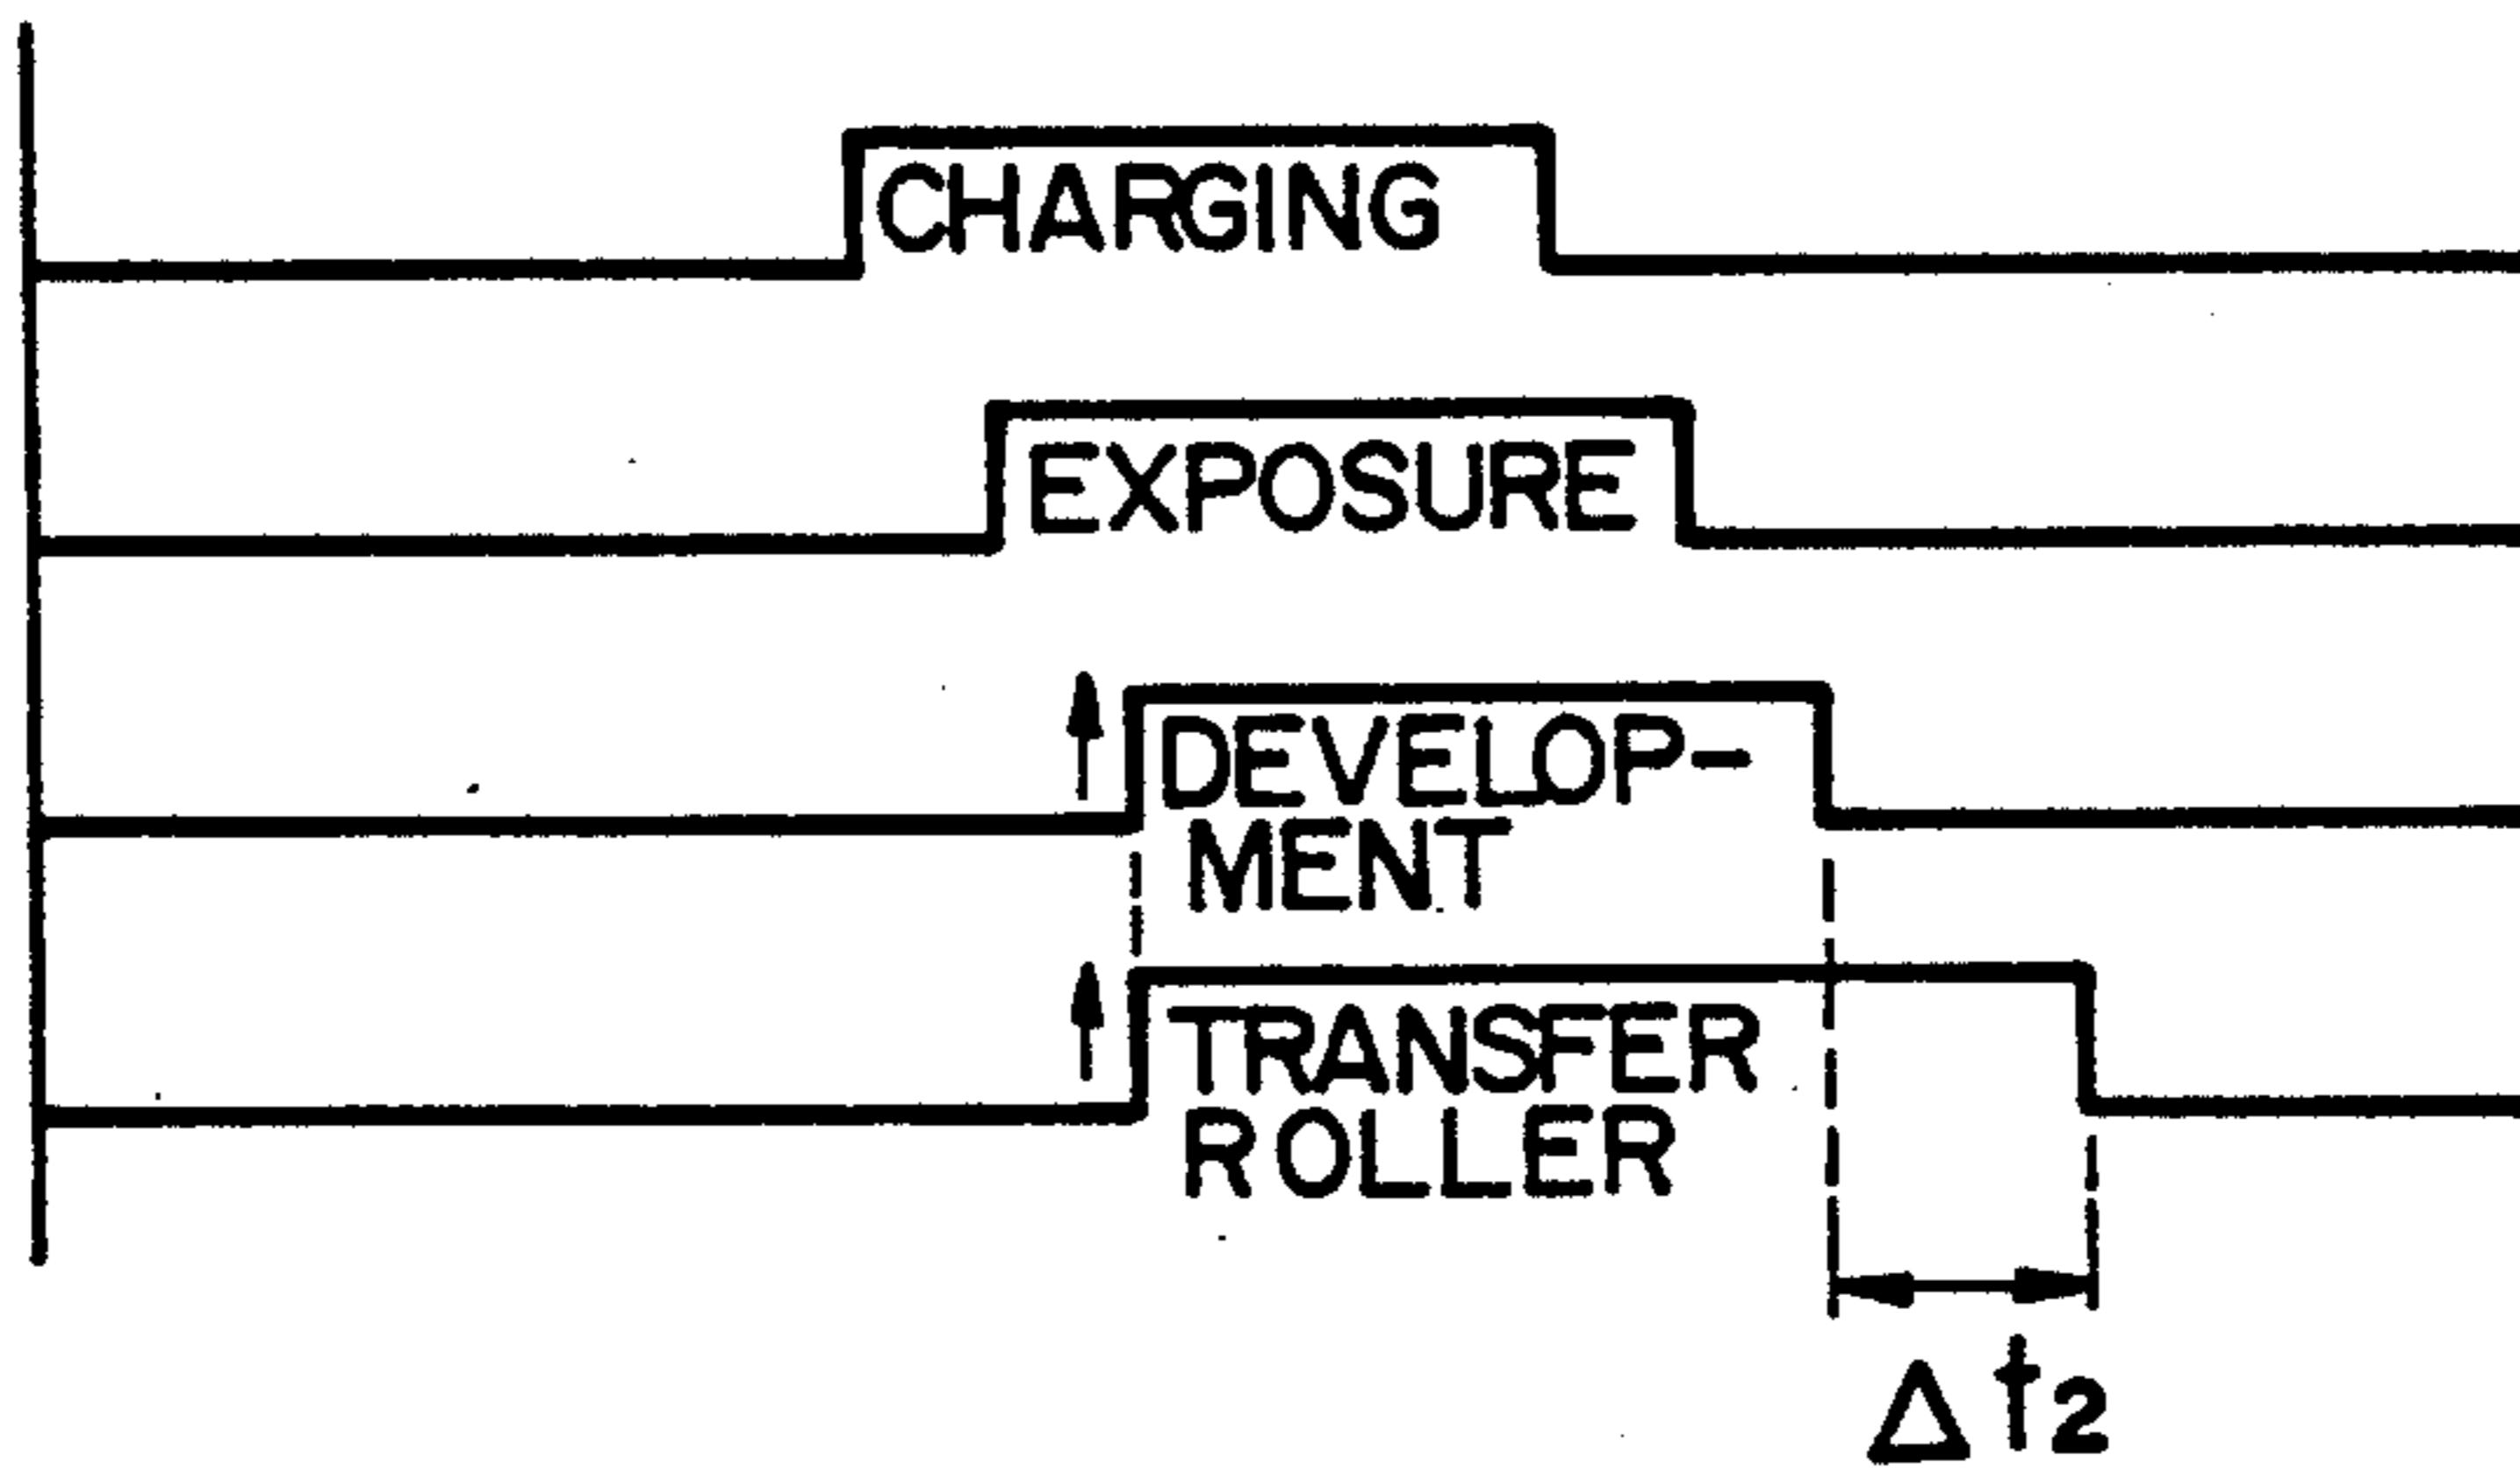 CHARGING
EXPOSURE
DEVELOP-
MENT
TRANSFER
ROLLER
Δt2